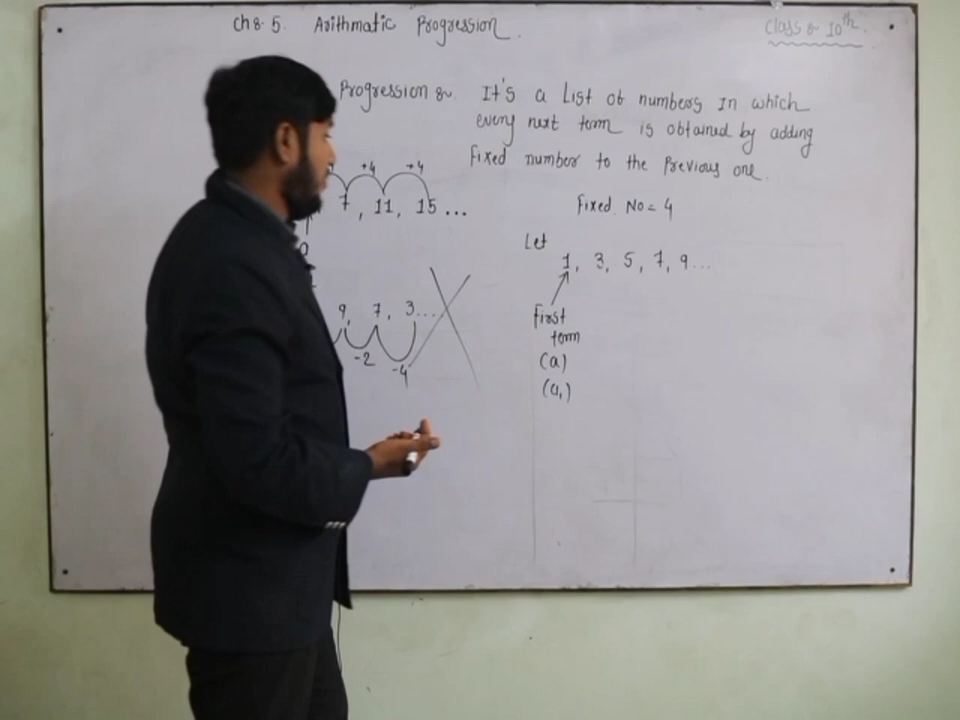 Ch 5. Arithmatic Progression.
Class 10th.
Progression It's a List of numbers In which
every next term is obtained by adding
fixed number to the Previous one.
+4 +4
7, 11, 15...
Fixed No = 4
Let
1, 3, 5, 7, 9...
First
term
(a)
(a1)
9, 7, 3...
-2
-4